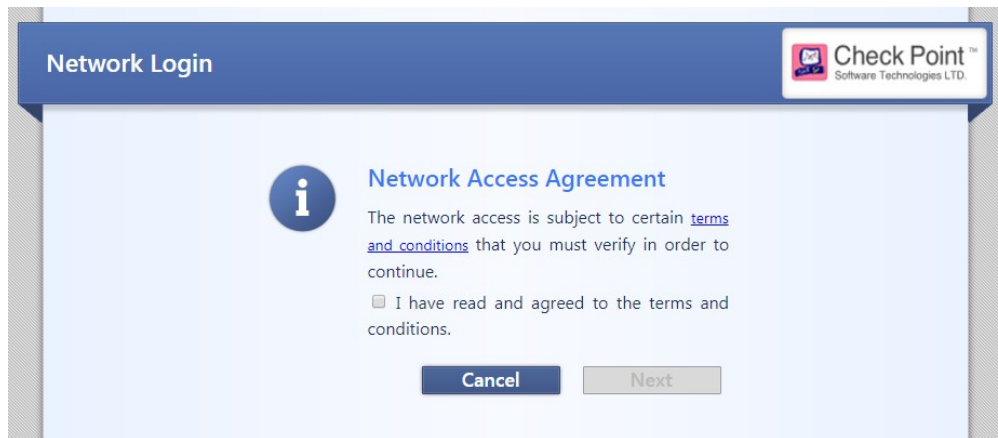 Network Login
Check Point™
Software Technologies LTD.
Network Access Agreement
The network access is subject to certain terms
and conditions that you must verify in order to
continue.
I have read and agreed to the terms and
conditions.
Cancel
Next